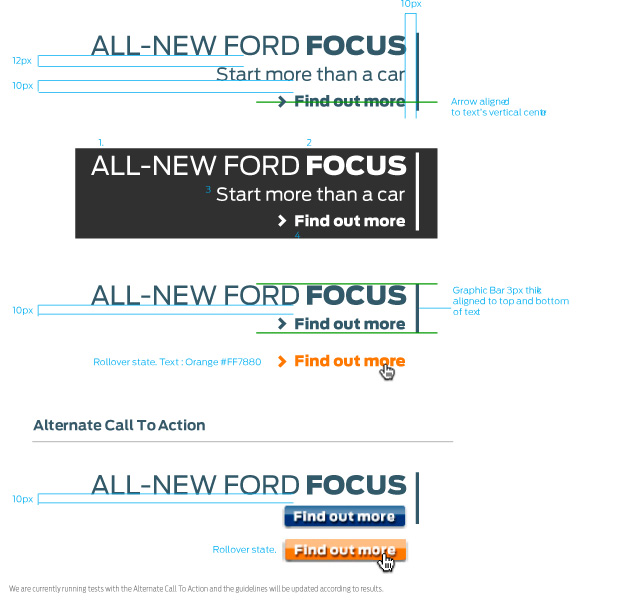 10px
ALL-NEW FORD FOCUS
12px
Start more than a car
10px
Find out more
Arrow aligned
to text's vertical cente
1.
2
ALL-NEW FORD FOCUS
3
Start more than a car
Find out more
4
ALL-NEW FORD FOCUS
Graphic Bar 3px thik
aligned to top and bottom
of text
10px
Find out more
Rollover state. Text : Orange #FF7880
Find out more
Alternate Call To Action
ALL-NEW FORD FOCUS
10px
Find out more
Rollover state.
Find out more
We are currently running tests with the Alternate Call To Action and the guidelines will be updated according to results.